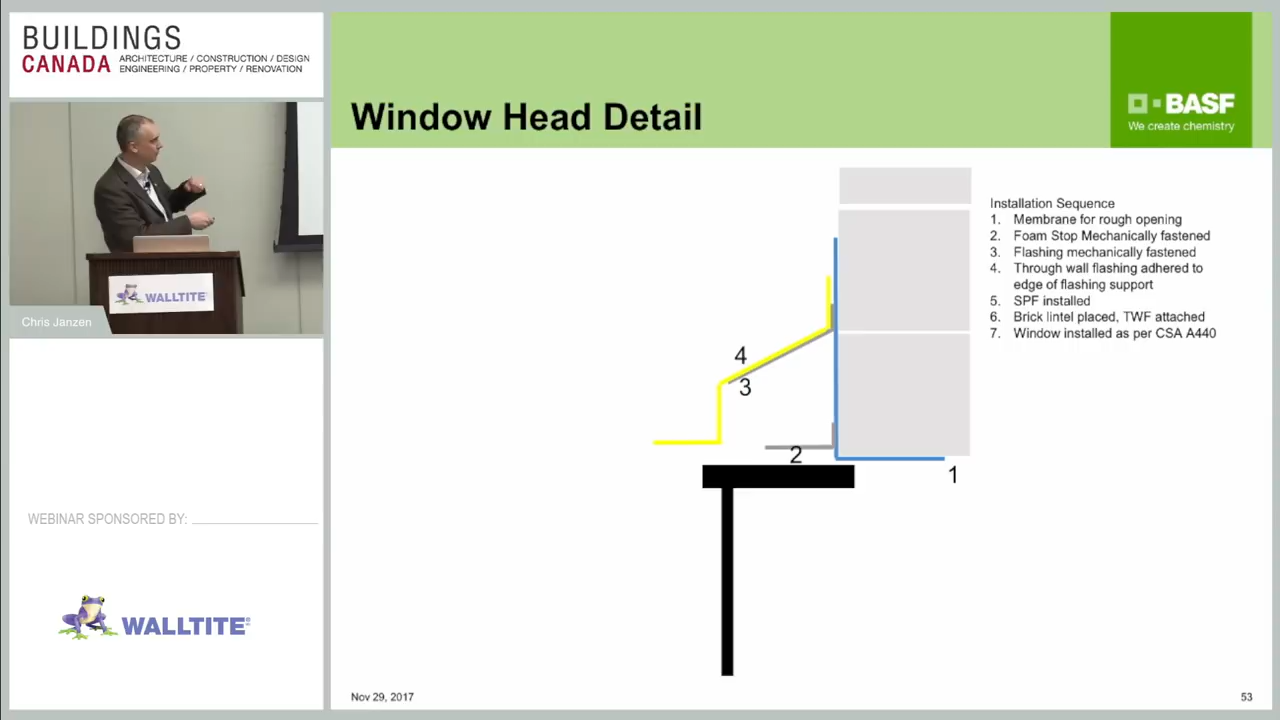 BUILDINGS
CANADA
ARCHITECTURE / CONSTRUCTION / DESIGN
ENGINEERING / PROPERTY / RENOVATION
WALLTITE
Chris Janzen
WEBINAR SPONSORED BY:
WALLTITE®
Window Head Detail
BASF
We create chemistry
Installation Sequence
1. Membrane for rough opening
2. Foam Stop Mechanically fastened
3. Flashing mechanically fastened
4. Through wall flashing adhered to
edge of flashing support
5. SPF installed
6. Brick lintel placed, TWF attached
7. Window installed as per CSA A440
4
3
2
1
Nov 29, 2017
53